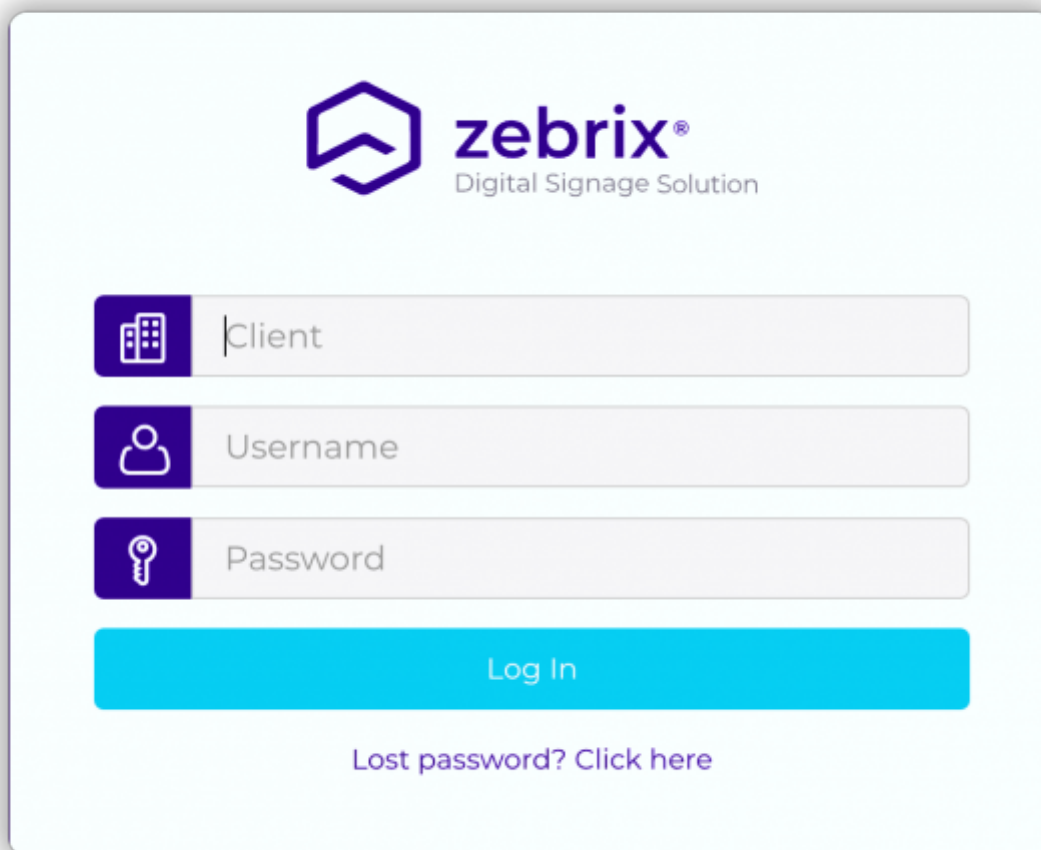 zebrix®
Digital Signage Solution
Client
Username
Password
Log In
Lost password? Click here